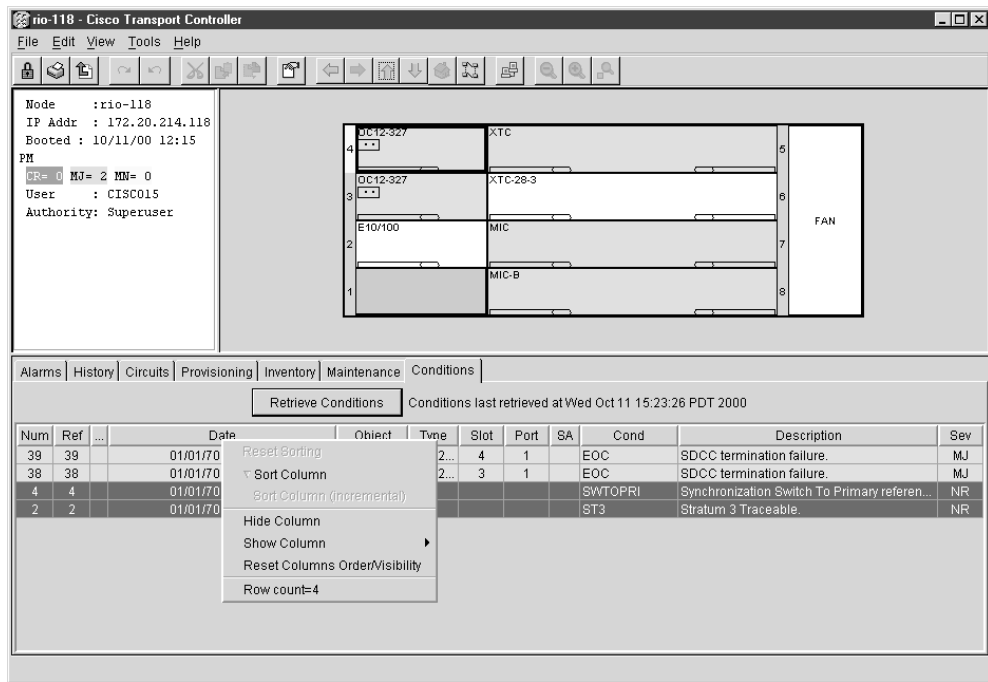 rio-118 - Cisco Transport Controller
File Edit View Tools Help
Node :rio-118
IP Addr : 172.20.214.118
Booted : 10/11/00 12:15
PM
CR= 0 MJ= 2 MN= 0
User : CISCO15
Authority: Superuser
OC12-327 XTC
4 5
OC12-327 XTC-28-3
3 6
E10/100 MIC
2 7
MIC-B
1 8
FAN
Alarms History Circuits Provisioning Inventory Maintenance Conditions
Retrieve Conditions Conditions last retrieved at Wed Oct 11 15:23:26 PDT 2000
Num Ref ... Date Object Type Slot Port SA Cond Description Sev
39 39 01/01/70 2... 4 1 EOC SDCC termination failure. MJ
38 38 01/01/70 2... 3 1 EOC SDCC termination failure. MJ
4 4 01/01/70 SWTOPRI Synchronization Switch To Primary referen... NR
2 2 01/01/70 ST3 Stratum 3 Traceable. NR
Reset Sorting
Sort Column
Sort Column (incremental)
Hide Column
Show Column
Reset Columns Order/Visibility
Row count=4